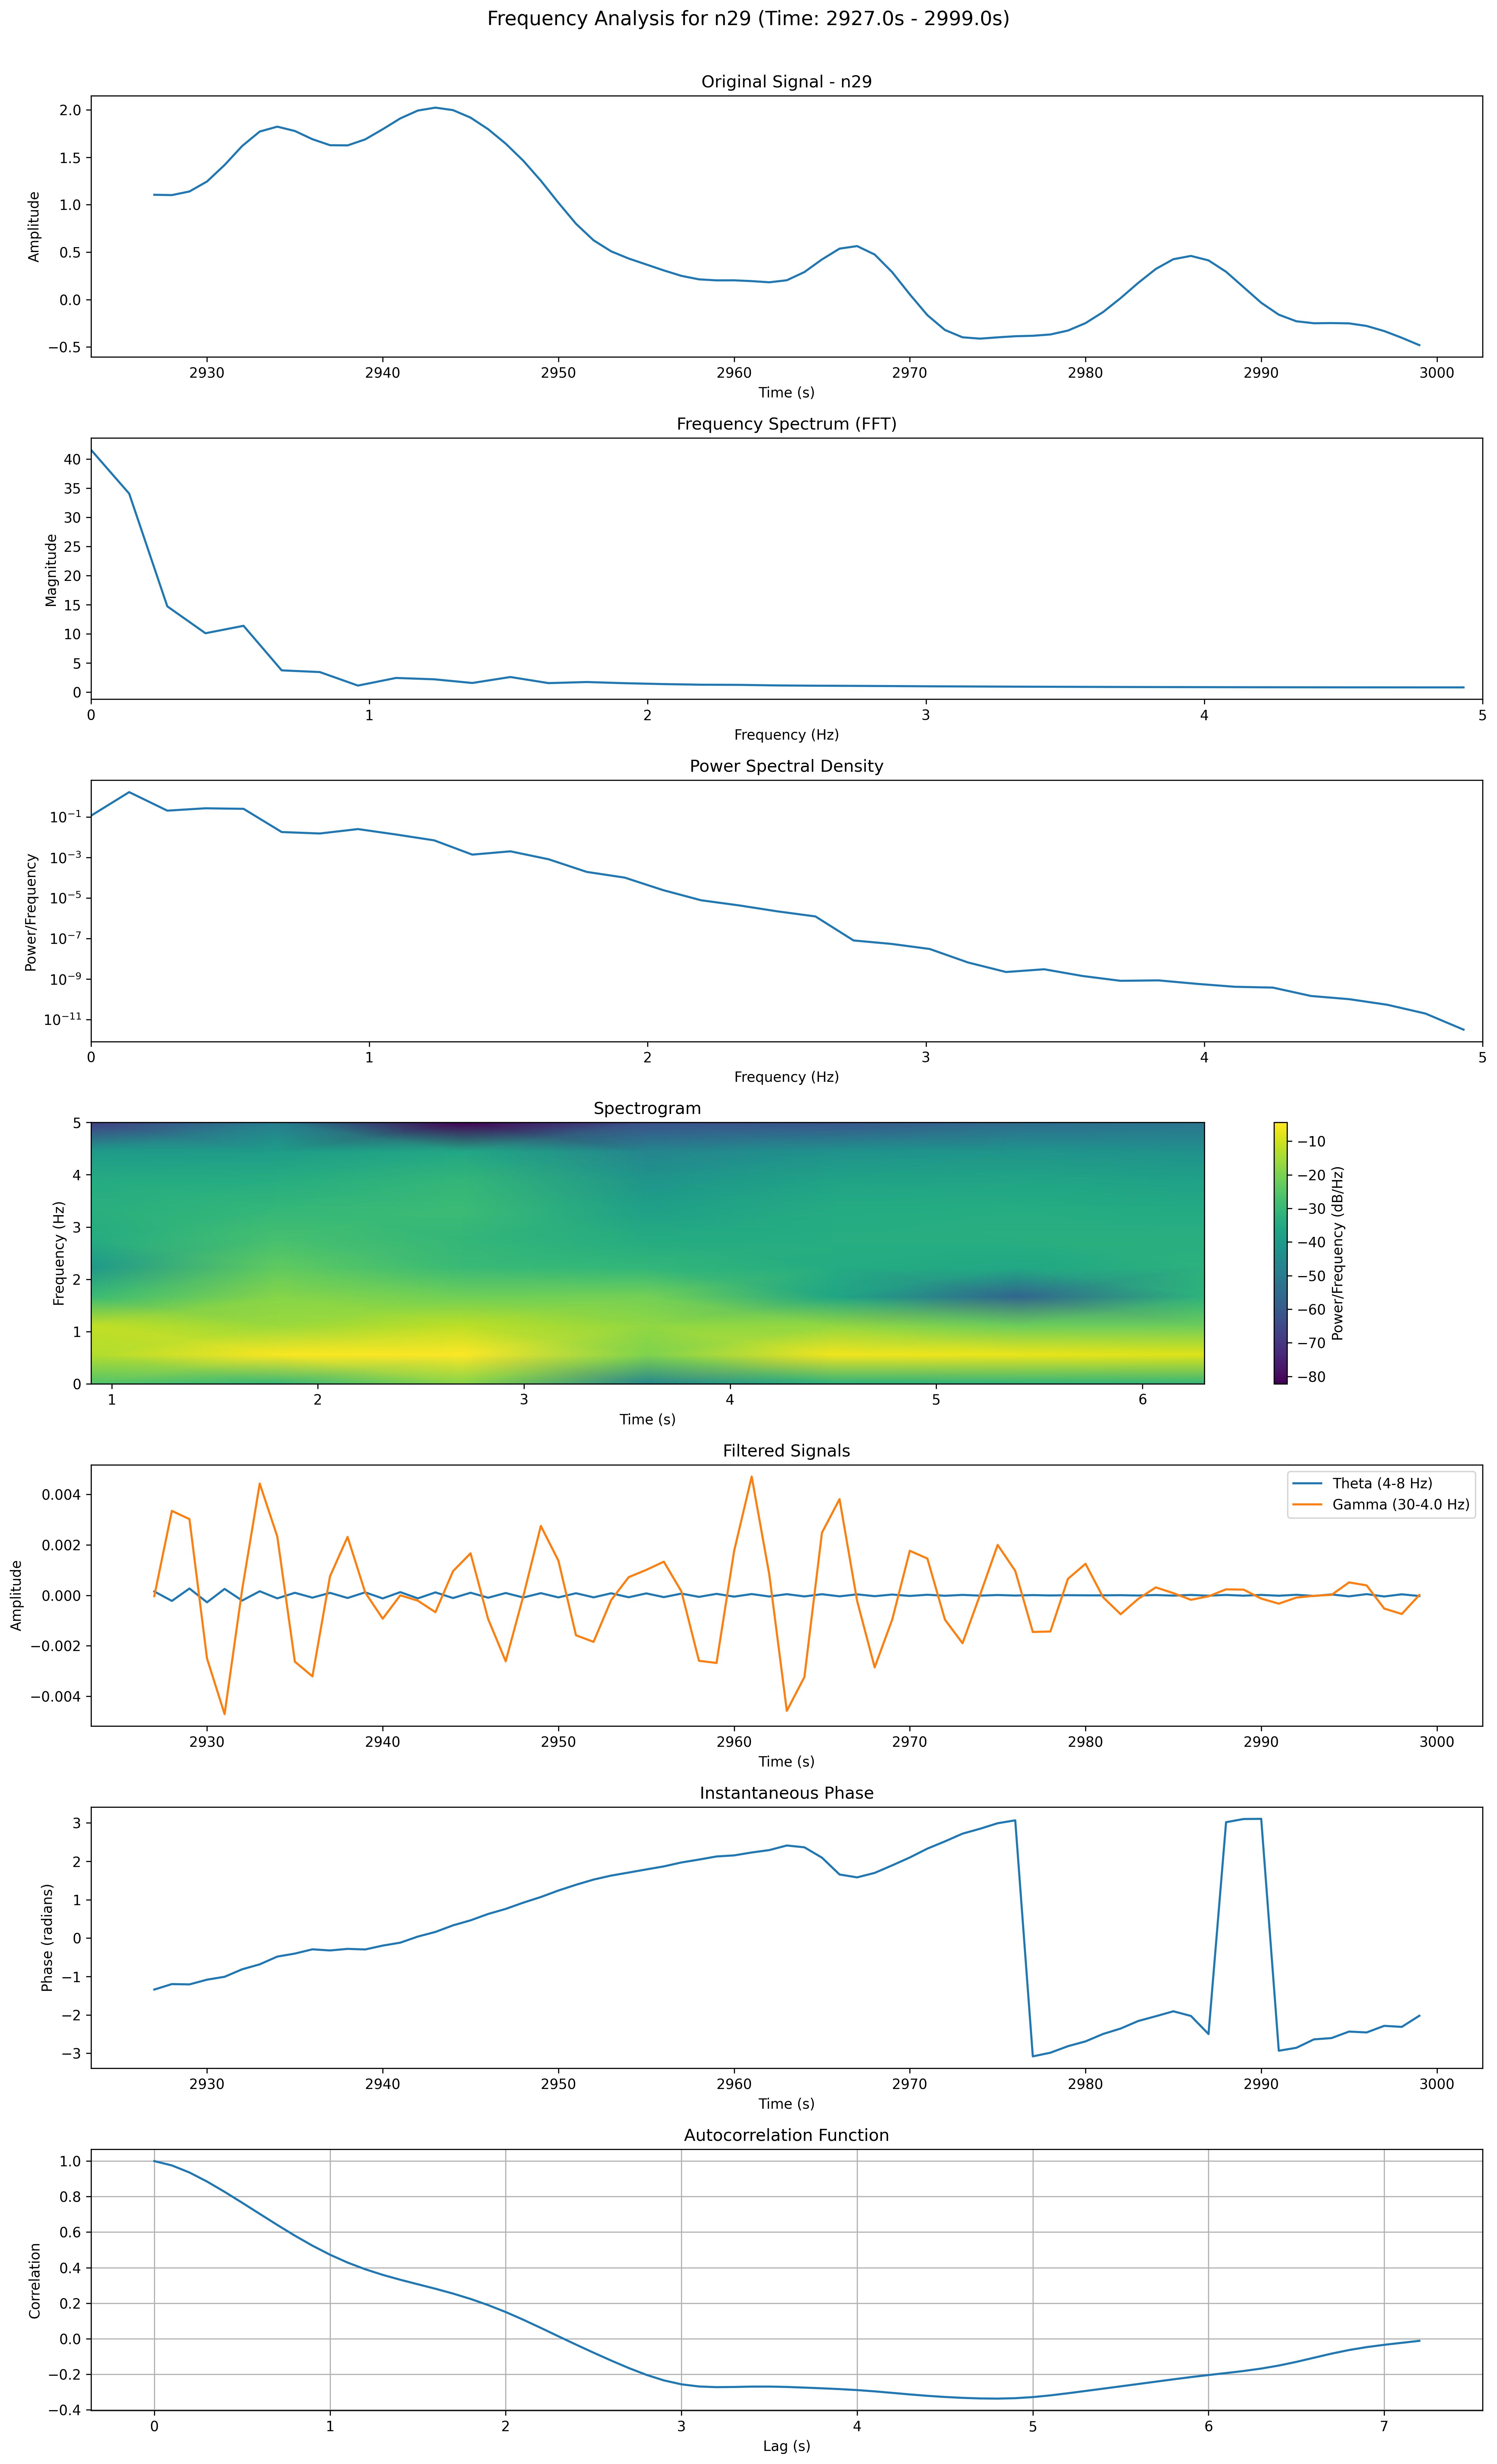 Frequency Analysis for n29 (Time: 2927.0s - 2999.0s)
Original Signal - n29
Amplitude
2.0
1.5
1.0
0.5
0.0
−0.5
2930 2940 2950 2960 2970 2980 2990 3000
Time (s)
Frequency Spectrum (FFT)
Magnitude
40
35
30
25
20
15
10
5
0
0 1 2 3 4 5
Frequency (Hz)
Power Spectral Density
Power/Frequency
10⁻¹
10⁻³
10⁻⁵
10⁻⁷
10⁻⁹
10⁻¹¹
0 1 2 3 4 5
Frequency (Hz)
Spectrogram
Frequency (Hz)
5
4
3
2
1
0
1 2 3 4 5 6
Time (s)
−10
−20
−30
−40
−50
−60
−70
−80
Power/Frequency (dB/Hz)
Filtered Signals
Theta (4-8 Hz)
Gamma (30-4.0 Hz)
Amplitude
0.004
0.002
0.000
−0.002
−0.004
2930 2940 2950 2960 2970 2980 2990 3000
Time (s)
Instantaneous Phase
Phase (radians)
3
2
1
0
−1
−2
−3
2930 2940 2950 2960 2970 2980 2990 3000
Time (s)
Autocorrelation Function
Correlation
1.0
0.8
0.6
0.4
0.2
0.0
−0.2
−0.4
0 1 2 3 4 5 6 7
Lag (s)